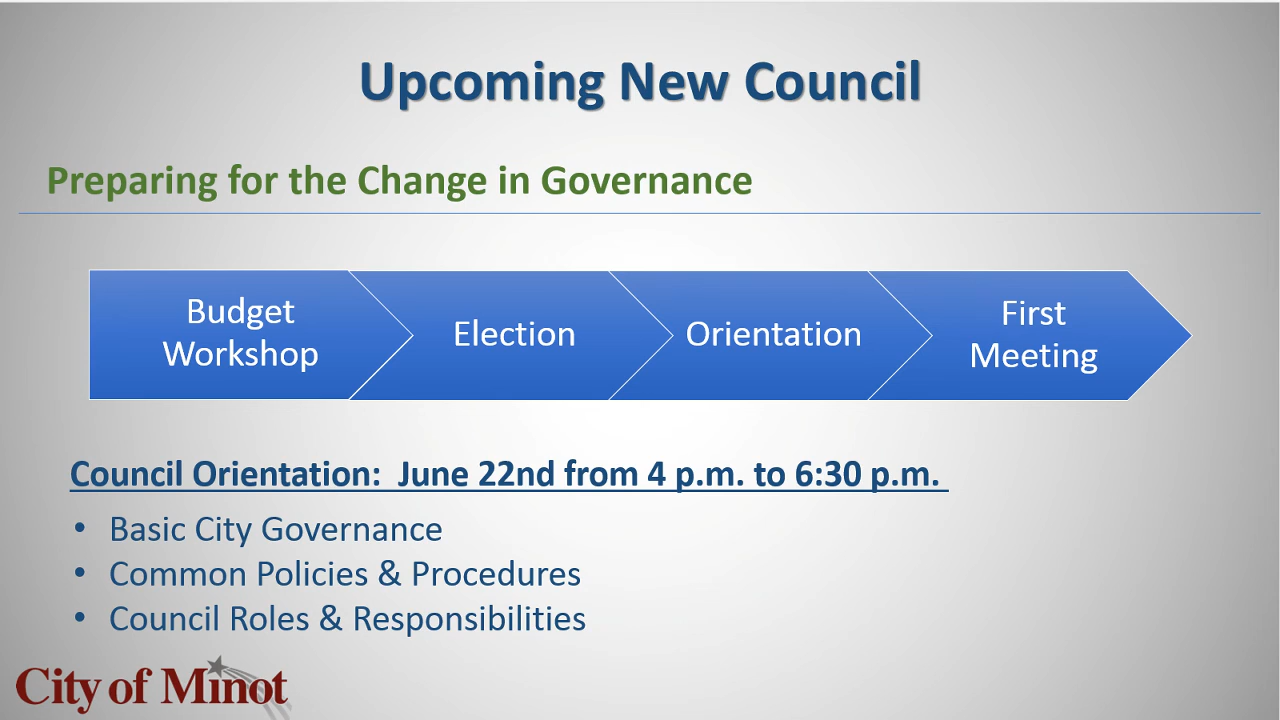 Upcoming New Council
Preparing for the Change in Governance
Budget
Workshop
Election
Orientation
First
Meeting
Council Orientation:  June 22nd from 4 p.m. to 6:30 p.m.
• Basic City Governance
• Common Policies & Procedures
• Council Roles & Responsibilities
City of Minot